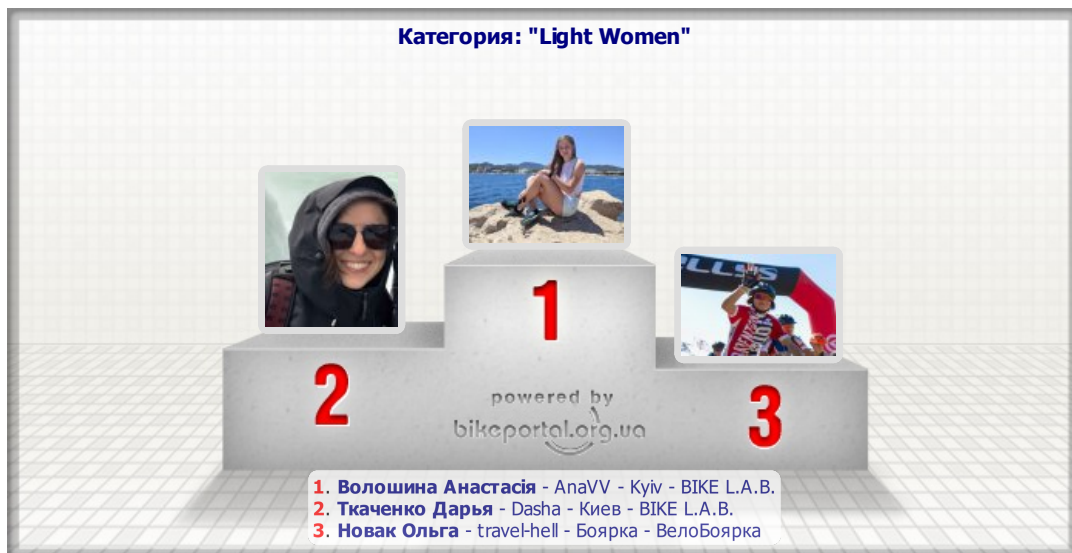 Категория: "Light Women"
LLYS
1
2
3
powered by
bikeportal.org.ua
1. Волошина Анастасія - AnaVV - Kyiv - BIKE L.A.B.
2. Ткаченко Дарья - Dasha - Киев - BIKE L.A.B.
3. Новак Ольга - travel-hell - Боярка - ВелоБоярка